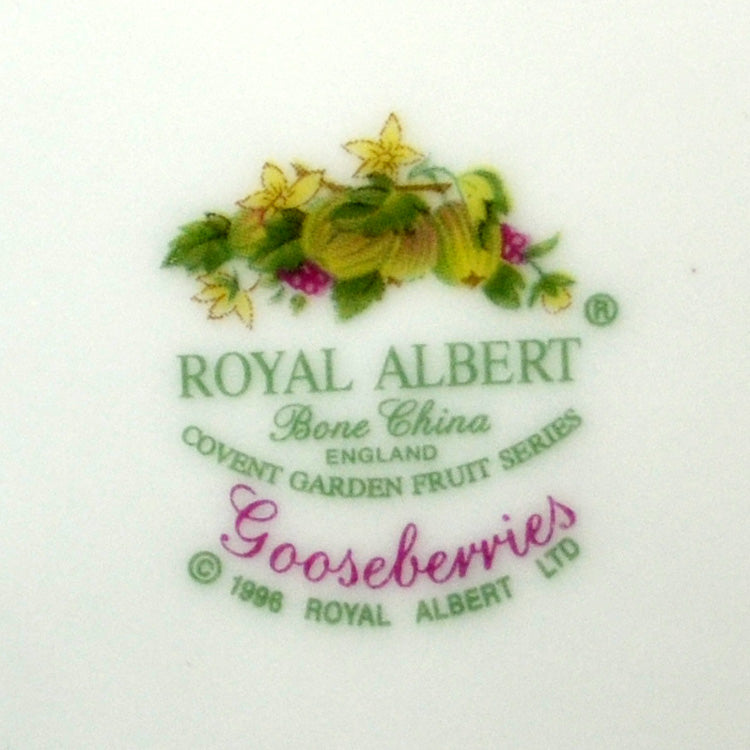 ®
ROYAL ALBERT
Bone China
ENGLAND
COVENT GARDEN FRUIT SERIES
Gooseberries
© 1996 ROYAL ALBERT LTD